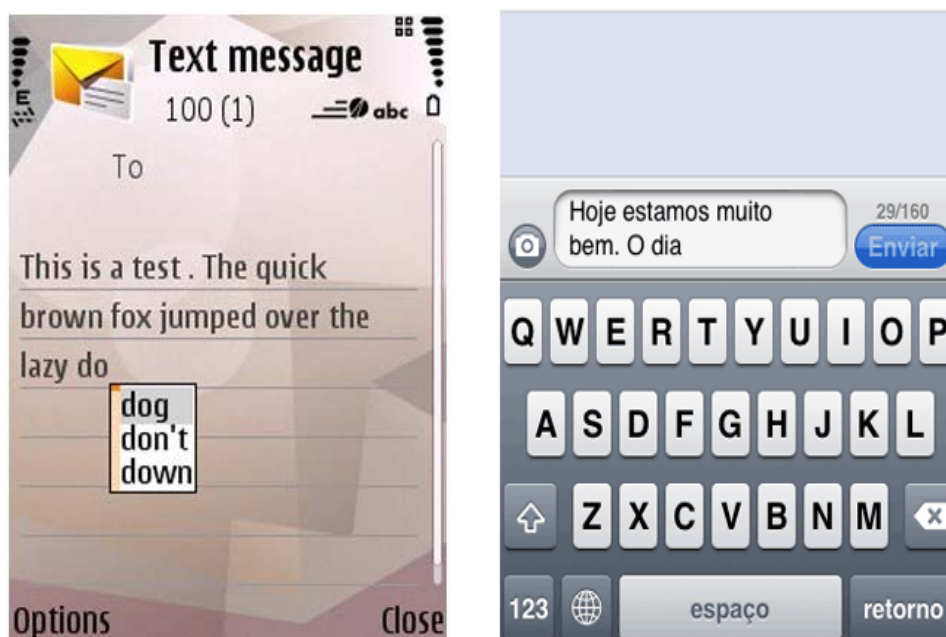 Text message
100 (1)
abc
E
To
This is a test . The quick
brown fox jumped over the
lazy do
dog
don't
down
Options
Close
Hoje estamos muito
bem. O dia
29/160
Enviar
Q W E R T Y U I O P
A S D F G H J K L
Z X C V B N M
123
espaço
retorno